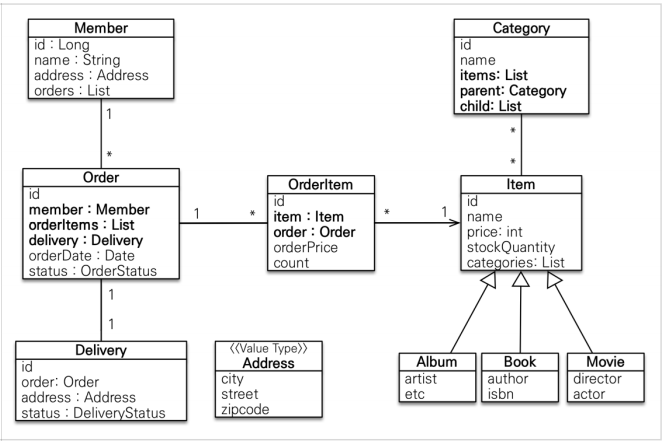 Member
id : Long
name : String
address : Address
orders : List
Category
id
name
items: List
parent: Category
child: List
1
*
*
*
Order
id
member : Member
orderItems : List
delivery : Delivery
orderDate : Date
status : OrderStatus
1
*
OrderItem
id
item : Item
order : Order
orderPrice
count
*
1
Item
id
name
price: int
stockQuantity
categories: List
1
1
Delivery
id
order: Order
address : Address
status : DeliveryStatus
《Value Type》
Address
city
street
zipcode
Album
artist
etc
Book
author
isbn
Movie
director
actor